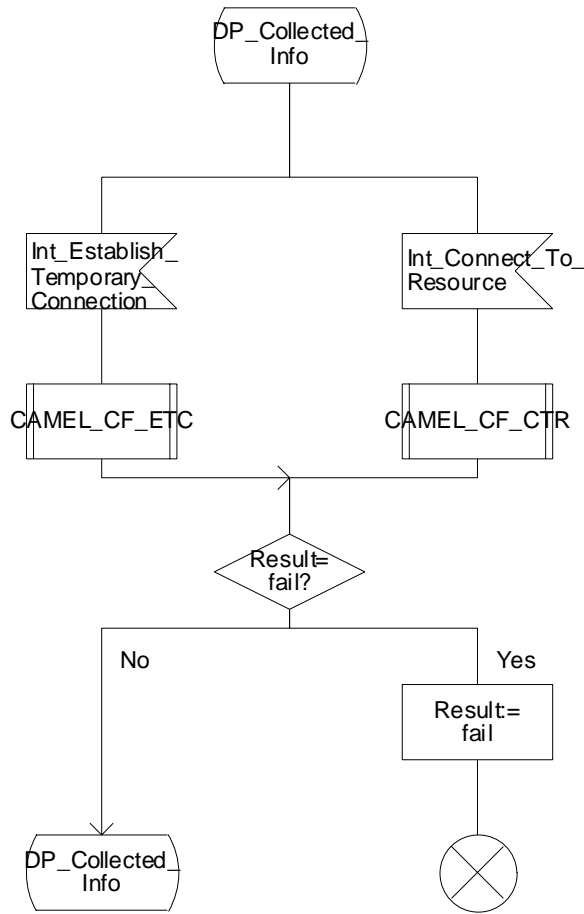 DP_Collected_
Info
Int_Establish_
Temporary_
Connection
Int_Connect_To_
Resource
CAMEL_CF_ETC
CAMEL_CF_CTR
Result=
fail?
No
Yes
Result:=
fail
DP_Collected_
Info